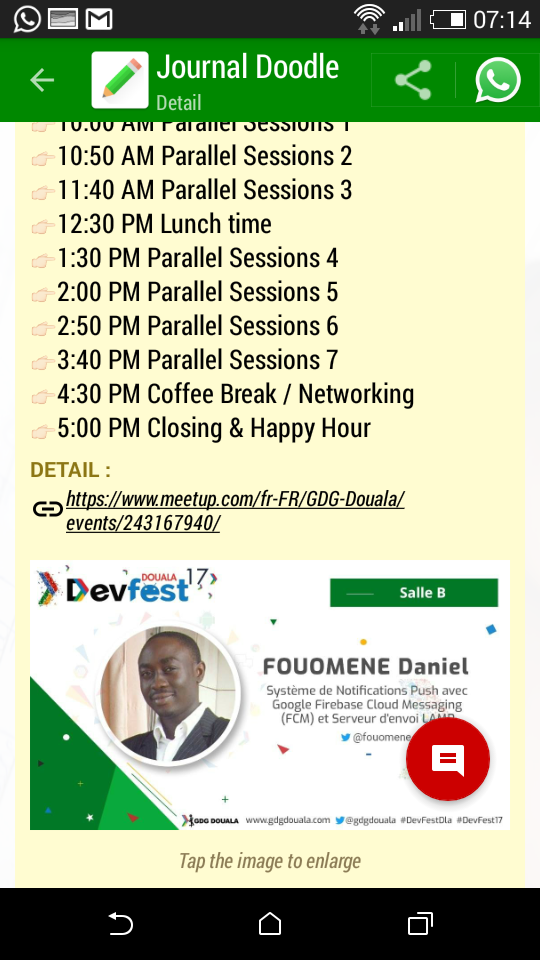 07:14
Journal Doodle
Detail
10:00 AM Parallel Sessions 1
10:50 AM Parallel Sessions 2
11:40 AM Parallel Sessions 3
12:30 PM Lunch time
1:30 PM Parallel Sessions 4
2:00 PM Parallel Sessions 5
2:50 PM Parallel Sessions 6
3:40 PM Parallel Sessions 7
4:30 PM Coffee Break / Networking
5:00 PM Closing & Happy Hour
DETAIL :
https://www.meetup.com/fr-FR/GDG-Douala/
events/243167940/
DOUALA
Devfest 17
Salle B
FOUOMENE Daniel
Système de Notifications Push avec
Google Firebase Cloud Messaging
(FCM) et Serveur d'envoi LAMP
@fouomene
GDG DOUALA www.gdgdouala.com @gdgdouala #DevFestDla #DevFest17
Tap the image to enlarge